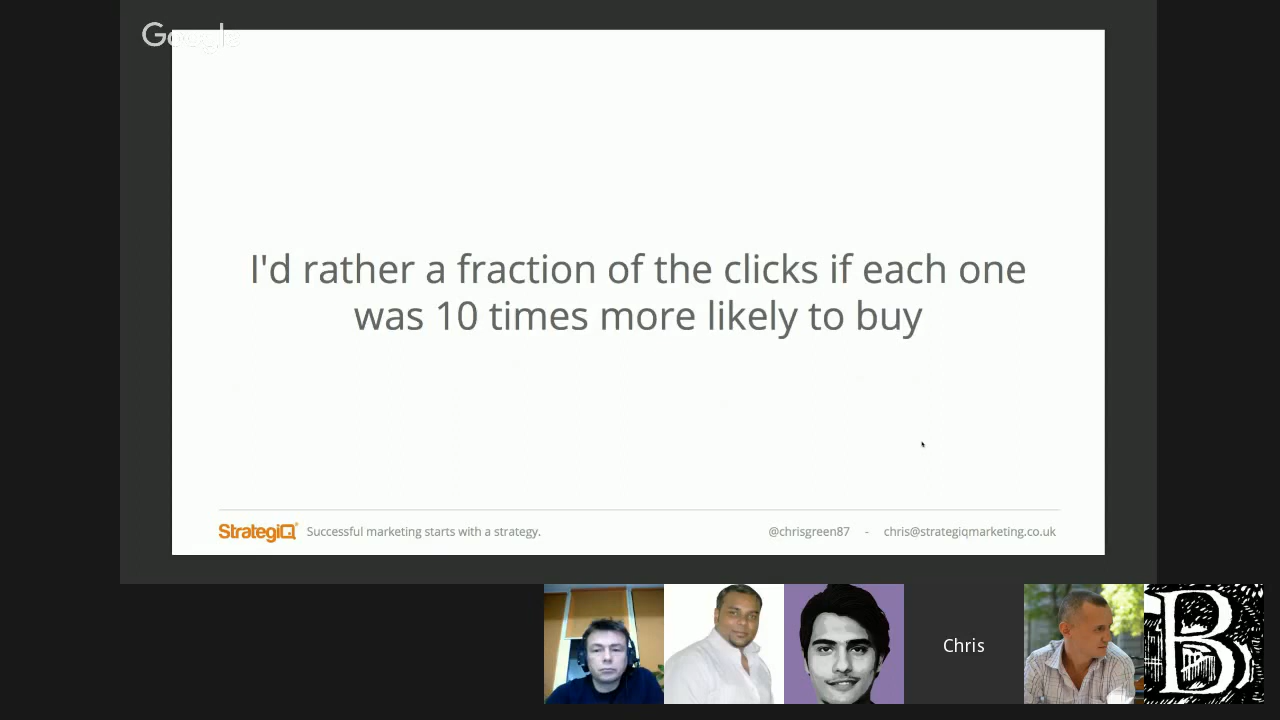 Google
I'd rather a fraction of the clicks if each one
was 10 times more likely to buy
StrategiQ Successful marketing starts with a strategy. @chrisgreen87 - chris@strategiqmarketing.co.uk
Chris
B